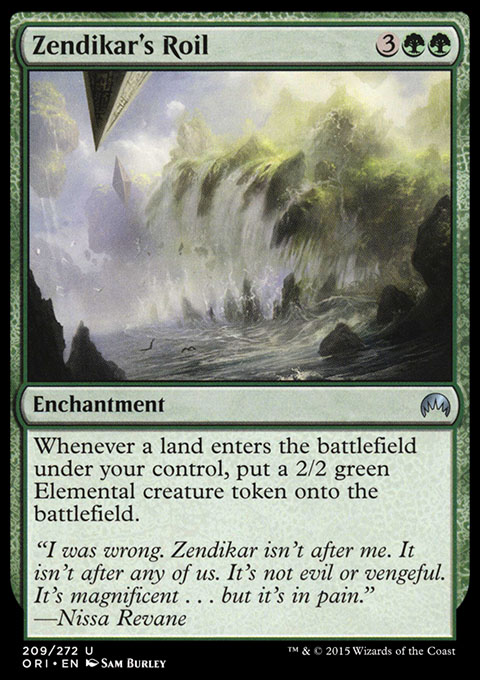 Zendikar's Roil 3
Enchantment
Whenever a land enters the battlefield
under your control, put a 2/2 green
Elemental creature token onto the
battlefield.
"I was wrong. Zendikar isn't after me. It
isn't after any of us. It's not evil or vengeful.
It's magnificent . . . but it's in pain."
—Nissa Revane
209/272 U
ORI • EN Sam Burley
™ & © 2015 Wizards of the Coast